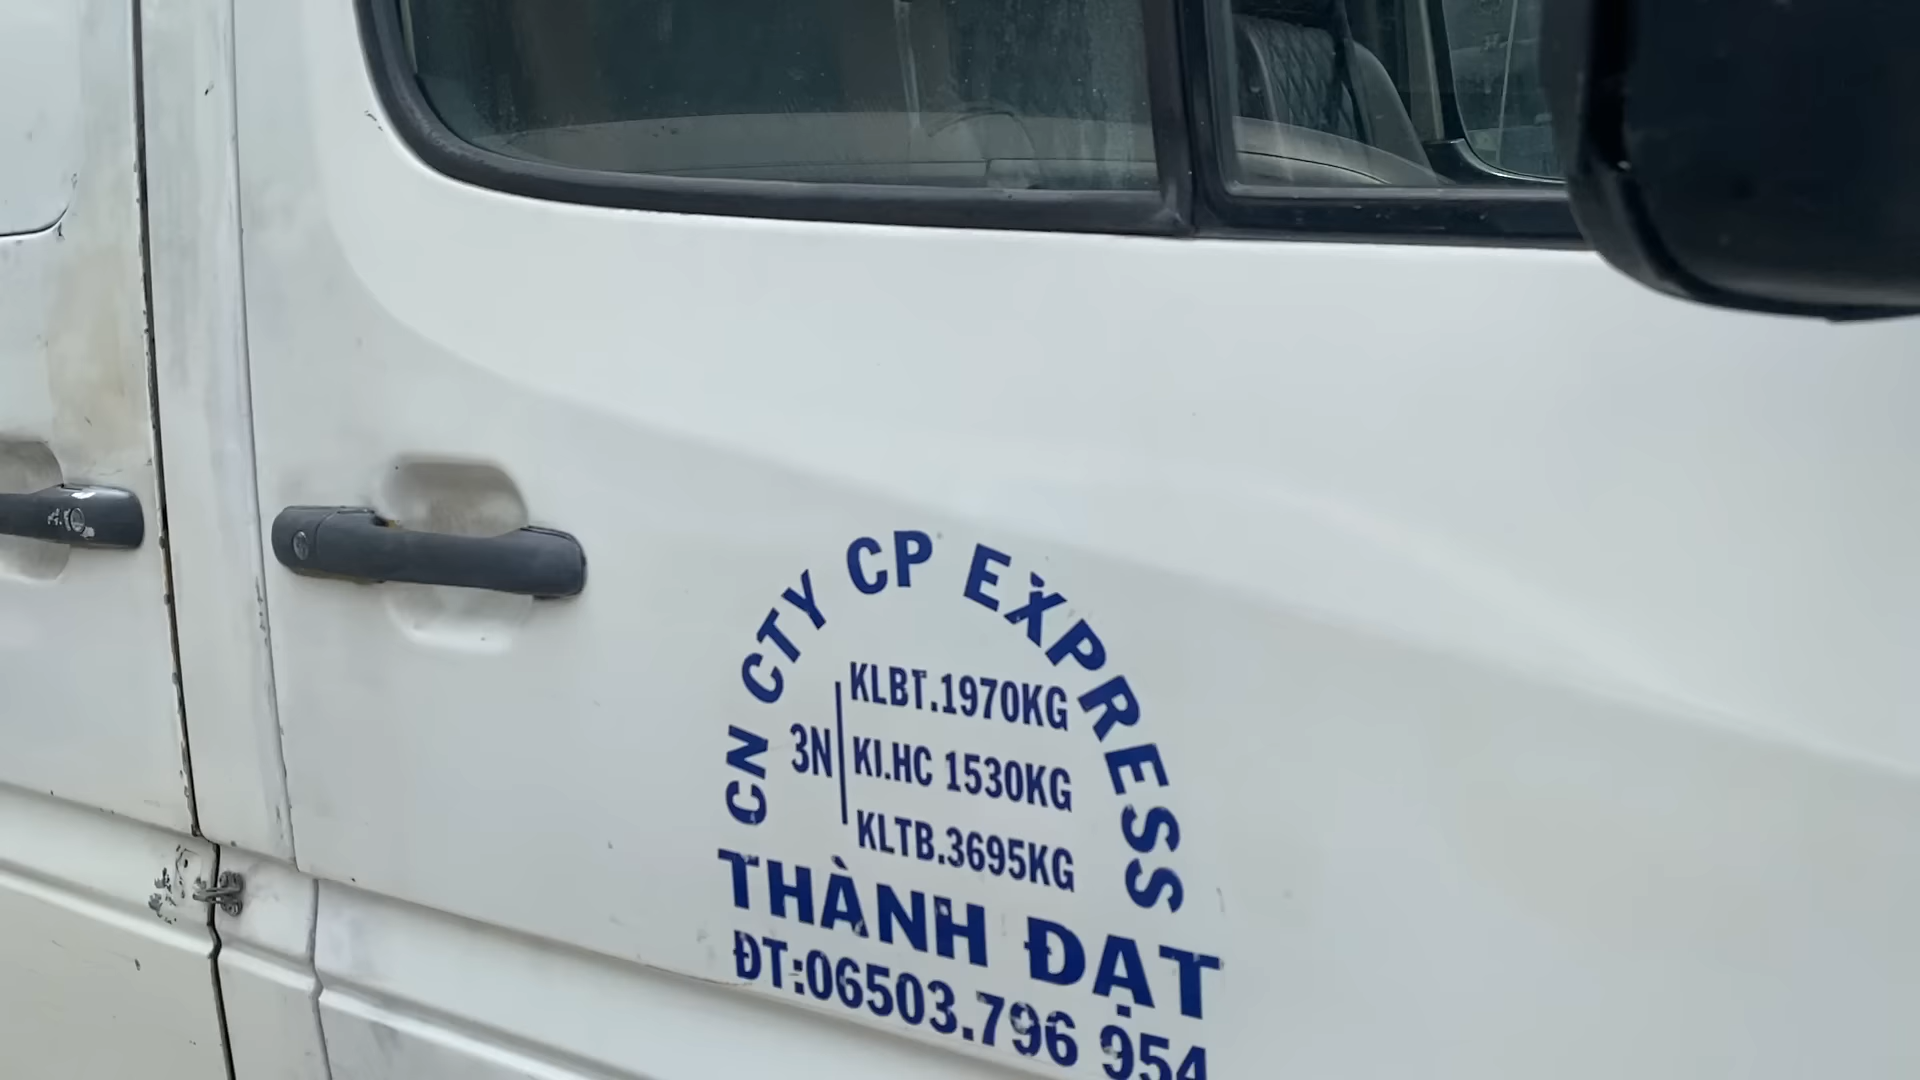 CN CTY CP EXPRESS
KLBT.1970KG
3N KI.HC 1530KG
KLTB.3695KG
THÀNH ĐẠT
ĐT:06503.796 954